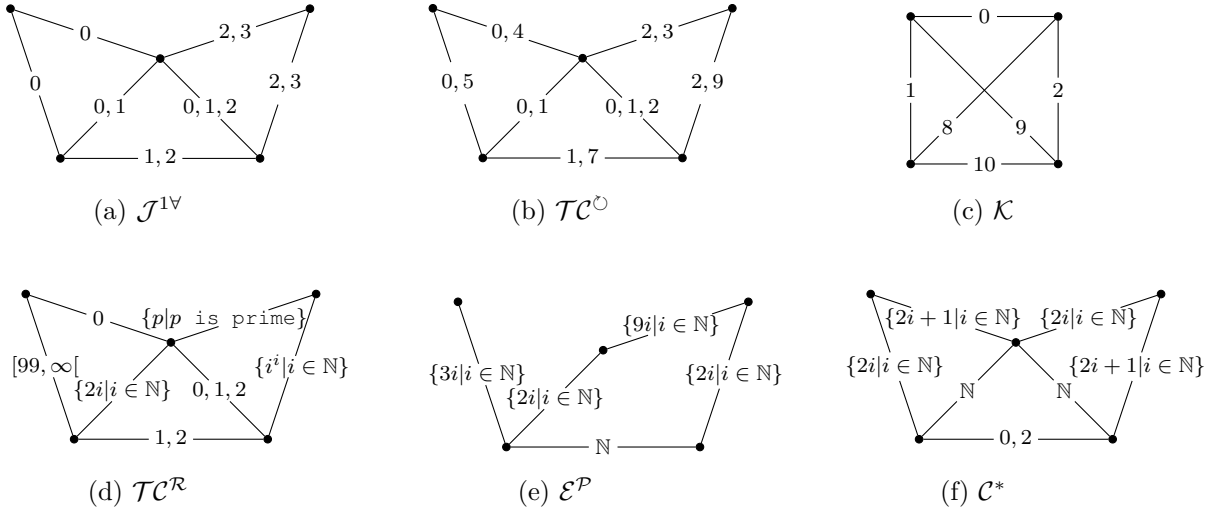 0
2, 3
0
0, 1
0, 1, 2
2, 3
1, 2
(a) 𝒥^{1∀}
0, 4
2, 3
0, 5
0, 1
0, 1, 2
2, 9
1, 7
(b) 𝒯𝒞^↻
0
1
2
8
9
10
(c) 𝒦
0
{p|p is prime}
[99, ∞[
{2i|i ∈ ℕ}
0, 1, 2
{i^i|i ∈ ℕ}
1, 2
(d) 𝒯𝒞^ℛ
{9i|i ∈ ℕ}
{3i|i ∈ ℕ}
{2i|i ∈ ℕ}
{2i|i ∈ ℕ}
ℕ
(e) ℰ^𝒫
{2i + 1|i ∈ ℕ}
{2i|i ∈ ℕ}
{2i|i ∈ ℕ}
{2i + 1|i ∈ ℕ}
ℕ
ℕ
0, 2
(f) 𝒞^*